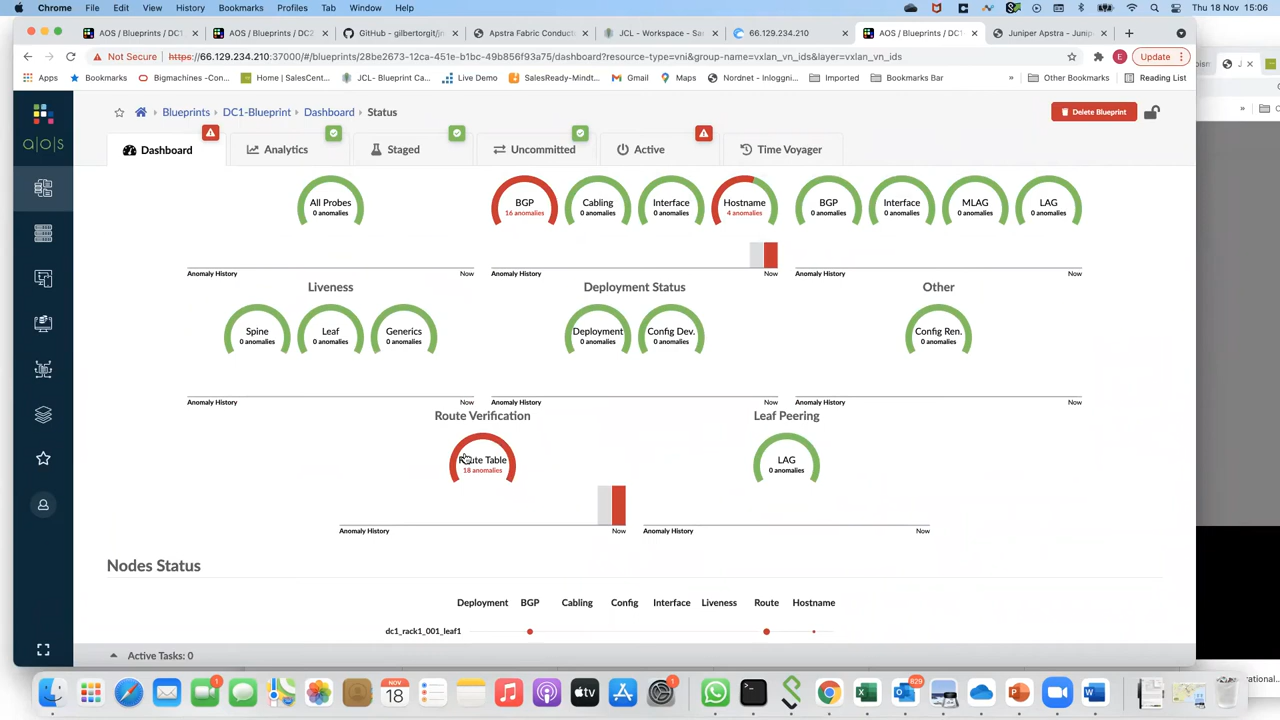 Chrome File Edit View History Bookmarks Profiles Tab Window Help Thu 18 Nov 15:06
AOS / Blueprints / DC1 AOS / Blueprints / DC2 GitHub - gilbertorgit/jn Apstra Fabric Conduct JCL - Workspace - Sa 66.129.234.210 AOS / Blueprints / DC1 Juniper Apstra - Junip
Not Secure https://66.129.234.210:37000/#/blueprints/28be2673-12ea-451e-b1bc-49b856f93a75/dashboard?resource-type=vni&group-name=vxlan_vn_ids&layer=vxlan_vn_ids E Update
Apps Bookmarks Bigmachines -Con... Home | SalesCent... JCL- Blueprint Ca... Live Demo SalesReady-Mindt... Gmail Maps Nortnet - Inloggni... Imported Bookmarks Bar » Other Bookmarks Reading List
a|o|s
Blueprints DC1-Blueprint Dashboard Status Delete Blueprint
Dashboard Analytics Staged Uncommitted Active Time Voyager
All Probes BGP Cabling Interface Hostname BGP Interface MLAG LAG
0 anomalies 16 anomalies 0 anomalies 0 anomalies 4 anomalies 0 anomalies 0 anomalies 0 anomalies 0 anomalies
Anomaly History Now Anomaly History Now Anomaly History Now
Liveness Deployment Status Other
Spine Leaf Generics Deployment Config Dev. Config Ren.
0 anomalies 0 anomalies 0 anomalies 0 anomalies 0 anomalies 0 anomalies
Anomaly History Now Anomaly History Now Anomaly History Now
Route Verification Leaf Peering
Route Table LAG
18 anomalies 0 anomalies
Anomaly History Now Anomaly History Now
Nodes Status
Deployment BGP Cabling Config Interface Liveness Route Hostname
dc1_rack1_001_leaf1
Active Tasks: 0
NOV
18
1
1
829